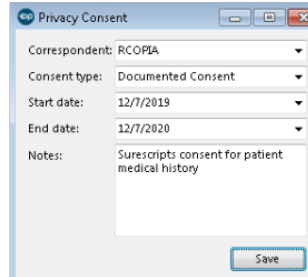 Privacy Consent
Correspondent: RCOPIA
Consent type: Documented Consent
Start date: 12/7/2019
End date: 12/7/2020
Notes: Surescripts consent for patient
medical history
Save